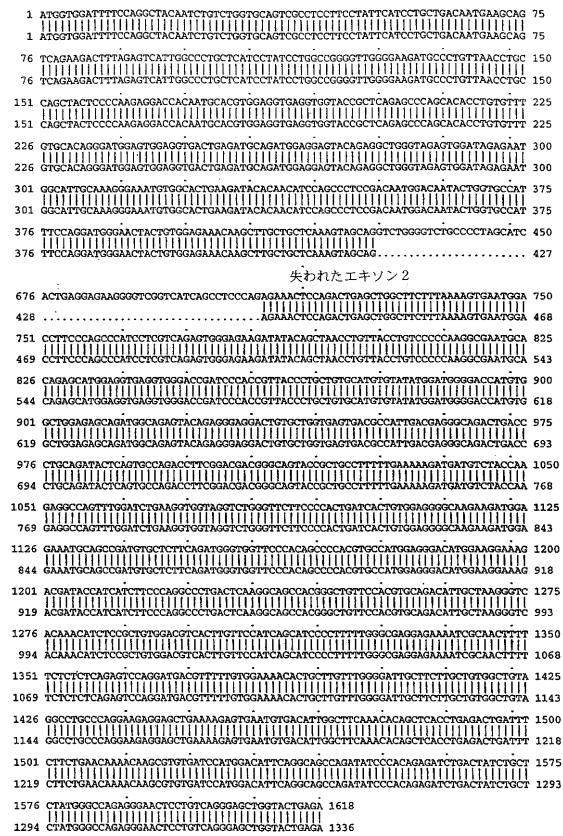 1 ATGGTGGATTTTCCAGGCTACAATCTGTCTGGTGCAGTCGCCTCCTTCCTATTCATCCTGCTGACAATGAAGCAG 75
1 ATGGTGGATTTTCCAGGCTACAATCTGTCTGGTGCAGTCGCCTCCTTCCTATTCATCCTGCTGACAATGAAGCAG 75
76 TCAGAAGACTTTAGAGTCATTGGCCCTGCTCATCCTATCCTGGCCGGGGTTGGGGAAGATGCCCTGTTAACCTGC 150
76 TCAGAAGACTTTAGAGTCATTGGCCCTGCTCATCCTATCCTGGCCGGGGTTGGGGAAGATGCCCTGTTAACCTGC 150
151 CAGCTACTCCCCAAGAGGACCACAATGCACGTGGAGGTGAGGTGGTACCGCTCAGAGCCCAGCACACCTGTGTTT 225
151 CAGCTACTCCCCAAGAGGACCACAATGCACGTGGAGGTGAGGTGGTACCGCTCAGAGCCCAGCACACCTGTGTTT 225
226 GTGCACAGGGATGGAGTGGAGGTGACTGAGATGCAGATGGAGGAGTACAGAGGCTGGGTAGAGTGGATAGAGAAT 300
226 GTGCACAGGGATGGAGTGGAGGTGACTGAGATGCAGATGGAGGAGTACAGAGGCTGGGTAGAGTGGATAGAGAAT 300
301 GGCATTGCAAAGGGAAATGTGGCACTGAAGATACACAACATCCAGCCCTCCGACAATGGACAATACTGGTGCCAT 375
301 GGCATTGCAAAGGGAAATGTGGCACTGAAGATACACAACATCCAGCCCTCCGACAATGGACAATACTGGTGCCAT 375
376 TTCCAGGATGGGAACTACTGTGGAGAAACAAGCTTGCTGCTCAAAGTAGCAGGTCTGGGGTCTGCCCCTAGCATC 450
376 TTCCAGGATGGGAACTACTGTGGAGAAACAAGCTTGCTGCTCAAAGTAGCAG....................... 427
失われたエキソン2
676 ACTGAGGAGAAGGGGTCGGTCATCAGCCTCCCAGAGAAACTCCAGACTGAGCTGGCTTCTTTAAAAGTGAATGGA 750
428 .................................AGAAACTCCAGACTGAGCTGGCTTCTTTAAAAGTGAATGGA 468
751 CCTTCCCAGCCCATCCTCGTCAGAGTGGGAGAAGATATACAGCTAACCTGTTACCTGTCCCCCAAGGCGAATGCA 825
469 CCTTCCCAGCCCATCCTCGTCAGAGTGGGAGAAGATATACAGCTAACCTGTTACCTGTCCCCCAAGGCGAATGCA 543
826 CAGAGCATGGAGGTGAGGTGGGACCGATCCCACCGTTACCCTGCTGTGCATGTGTATATGGATGGGGACCATGTG 900
544 CAGAGCATGGAGGTGAGGTGGGACCGATCCCACCGTTACCCTGCTGTGCATGTGTATATGGATGGGGACCATGTG 618
901 GCTGGAGAGCAGATGGCAGAGTACAGAGGGAGGACTGTGCTGGTGAGTGACGCCATTGACGAGGGCAGACTGACC 975
619 GCTGGAGAGCAGATGGCAGAGTACAGAGGGAGGACTGTGCTGGTGAGTGACGCCATTGACGAGGGCAGACTGACC 693
976 CTGCAGATACTCAGTGCCAGACCTTCGGACGACGGGCAGTACCGCTGCCTTTTTGAAAAAGATGATGTCTACCAA 1050
694 CTGCAGATACTCAGTGCCAGACCTTCGGACGACGGGCAGTACCGCTGCCTTTTTGAAAAAGATGATGTCTACCAA 768
1051 GAGGCCAGTTTGGATCTGAAGGTGGTAGGTCTGGGTTCTTCCCCACTGATCACTGTGGAGGGGCAAGAAGATGGA 1125
769 GAGGCCAGTTTGGATCTGAAGGTGGTAGGTCTGGGTTCTTCCCCACTGATCACTGTGGAGGGGCAAGAAGATGGA 843
1126 GAAATGCAGCCGATGTGCTCTTCAGATGGGTGGTTCCCACAGCCCCACGTGCCATGGAGGGACATGGAAGGAAAG 1200
844 GAAATGCAGCCGATGTGCTCTTCAGATGGGTGGTTCCCACAGCCCCACGTGCCATGGAGGGACATGGAAGGAAAG 918
1201 ACGATACCATCATCTTCCCAGGCCCTGACTCAAGGCAGCCACGGGCTGTTCCACGTGCAGACATTGCTAAGGGTC 1275
919 ACGATACCATCATCTTCCCAGGCCCTGACTCAAGGCAGCCACGGGCTGTTCCACGTGCAGACATTGCTAAGGGTC 993
1276 ACAAACATCTCCGCTGTGGACGTCACTTGTTCCATCAGCATCCCCTTTTTGGGCGAGGAGAAAATCGCAACTTTT 1350
994 ACAAACATCTCCGCTGTGGACGTCACTTGTTCCATCAGCATCCCCTTTTTGGGCGAGGAGAAAATCGCAACTTTT 1068
1351 TCTCTCTCAGAGTCCAGGATGACGTTTTTGTGGAAAACACTGCTTGTTTGGGGATTGCTTCTTGCTGTGGCTGTA 1425
1069 TCTCTCTCAGAGTCCAGGATGACGTTTTTGTGGAAAACACTGCTTGTTTGGGGATTGCTTCTTGCTGTGGCTGTA 1143
1426 GGCCTGCCCAGGAAGAGGAGCTGAAAAGAGTGAATGTGACATTGGCTTCAAACACAGCTCACCTGAGACTGATTT 1500
1144 GGCCTGCCCAGGAAGAGGAGCTGAAAAGAGTGAATGTGACATTGGCTTCAAACACAGCTCACCTGAGACTGATTT 1218
1501 CTTCTGAACAAAACAAGCGTGTGATCCATGGACATTCAGGCAGCCAGATATCCCACAGAGATCTGACTATCTGCT 1575
1219 CTTCTGAACAAAACAAGCGTGTGATCCATGGACATTCAGGCAGCCAGATATCCCACAGAGATCTGACTATCTGCT 1293
1576 CTATGGGCCAGAGGGAACTCCTGTCAGGGAGCTGGTACTGAGA 1618
1294 CTATGGGCCAGAGGGAACTCCTGTCAGGGAGCTGGTACTGAGA 1336